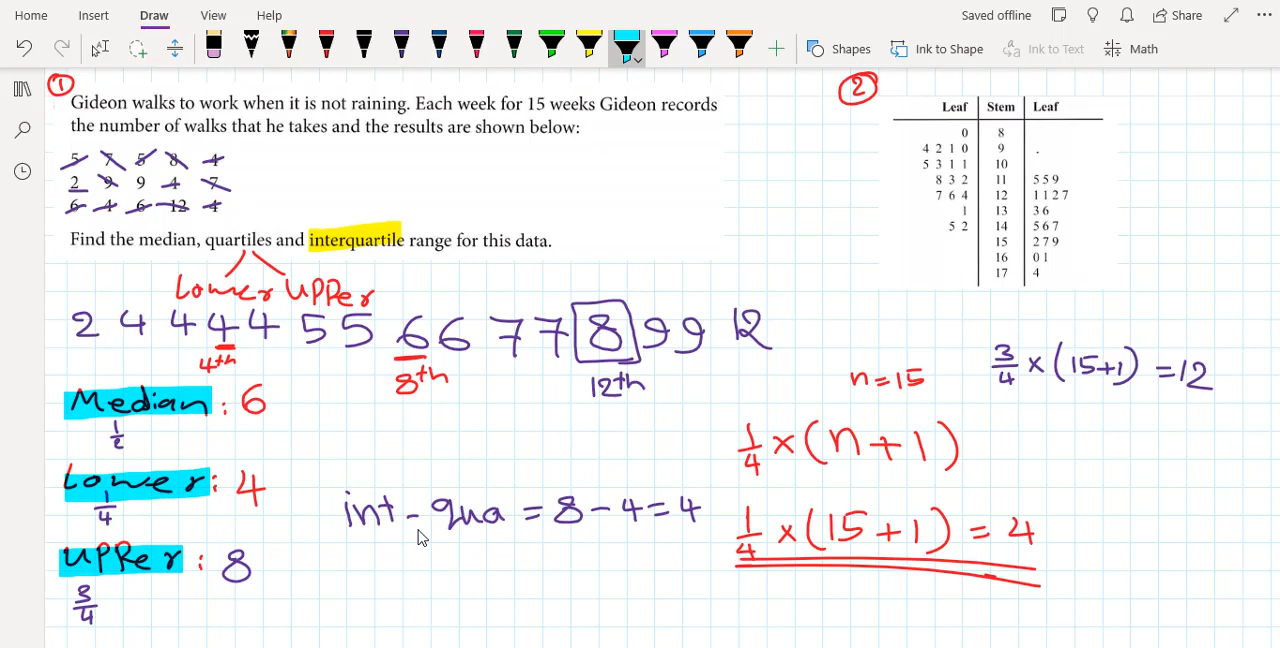 Home Insert Draw View Help Saved offline Share
Shapes Ink to Shape Ink to Text Math
1
Gideon walks to work when it is not raining. Each week for 15 weeks Gideon records
the number of walks that he takes and the results are shown below:
5 7 5 8 4
2 9 9 4 7
6 4 6 12 4
Find the median, quartiles and interquartile range for this data.
Lower Upper
2 4 4 4 4 5 5 6 6 7 7 8 9 9 12
4th 8th 12th
Median : 6
1/2
Lower : 4
1/4
Upper : 8
3/4
int - qua = 8 - 4 = 4
2
Leaf Stem Leaf
0 8
4 2 1 0 9 .
5 3 1 1 10
8 3 2 11 5 5 9
7 6 4 12 1 1 2 7
1 13 3 6
5 2 14 5 6 7
15 2 7 9
16 0 1
17 4
n = 15
3/4 × (15+1) = 12
1/4 × (n + 1)
1/4 × (15 + 1) = 4